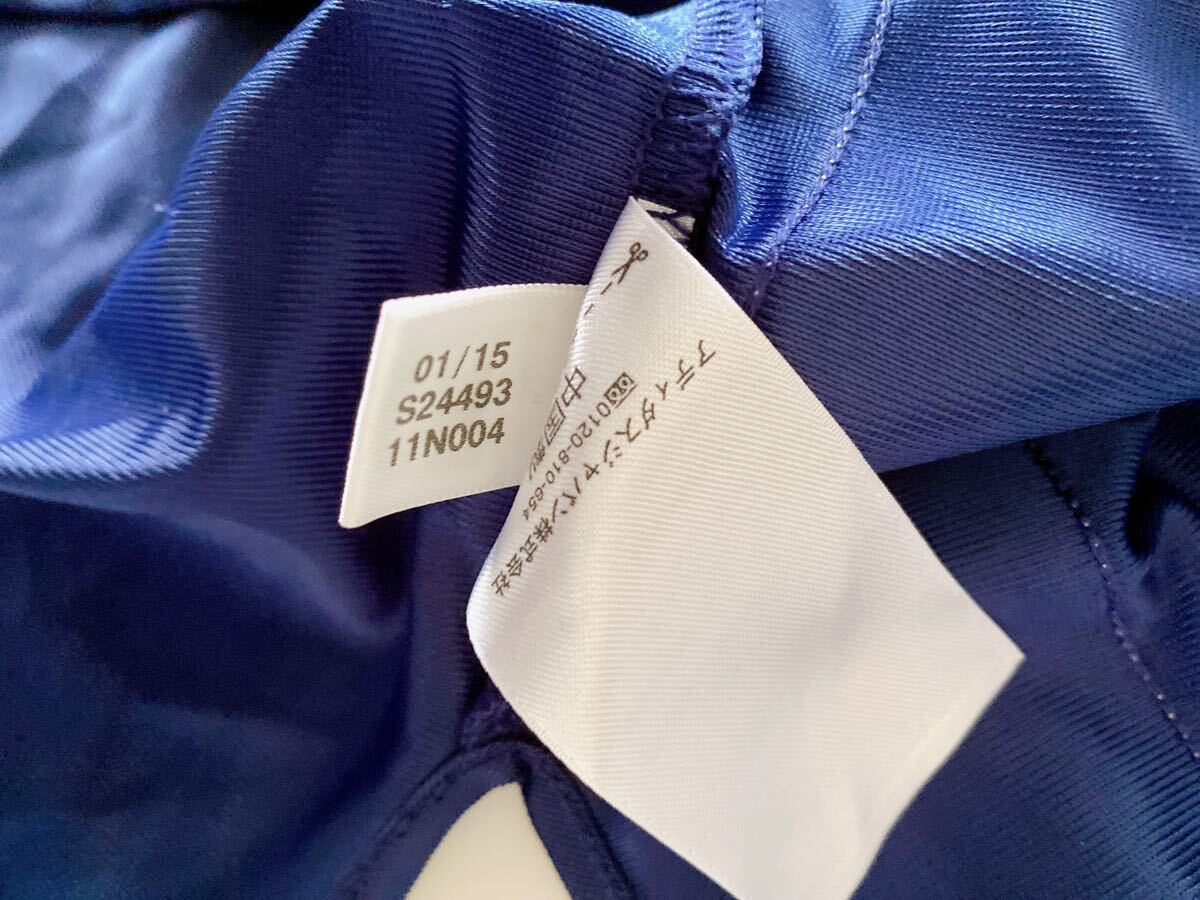 01/15
S24493
11N004
アディダスジャパン株式会社
0120-810-654
中国製